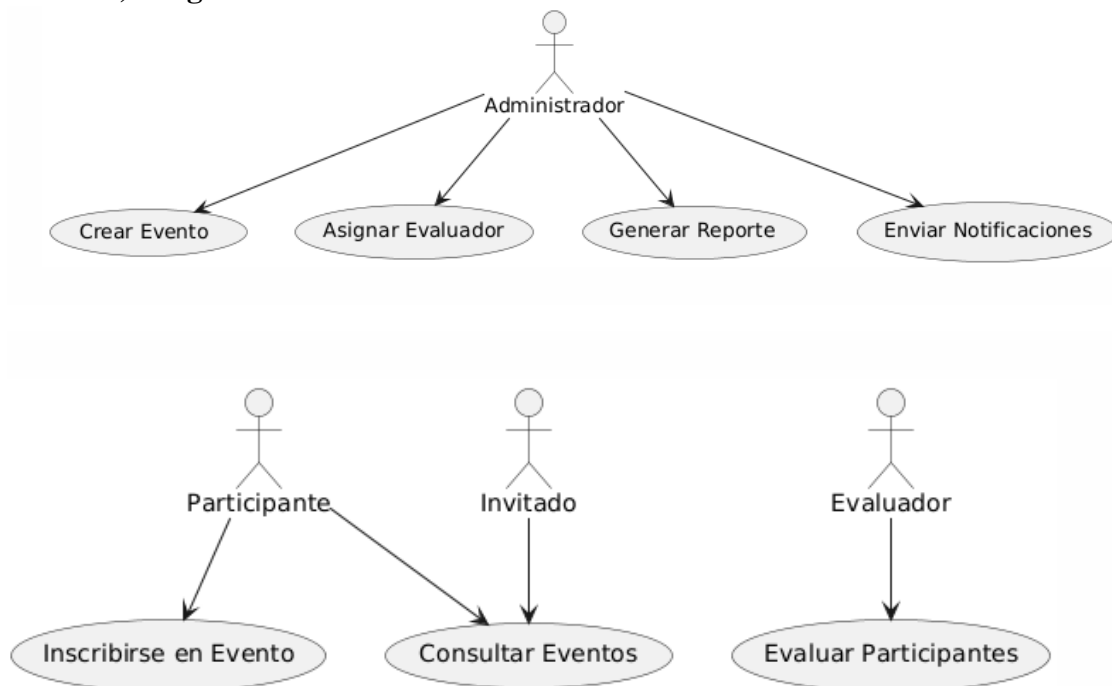 Administrador
Crear Evento
Asignar Evaluador
Generar Reporte
Enviar Notificaciones
Participante
Invitado
Evaluador
Inscribirse en Evento
Consultar Eventos
Evaluar Participantes